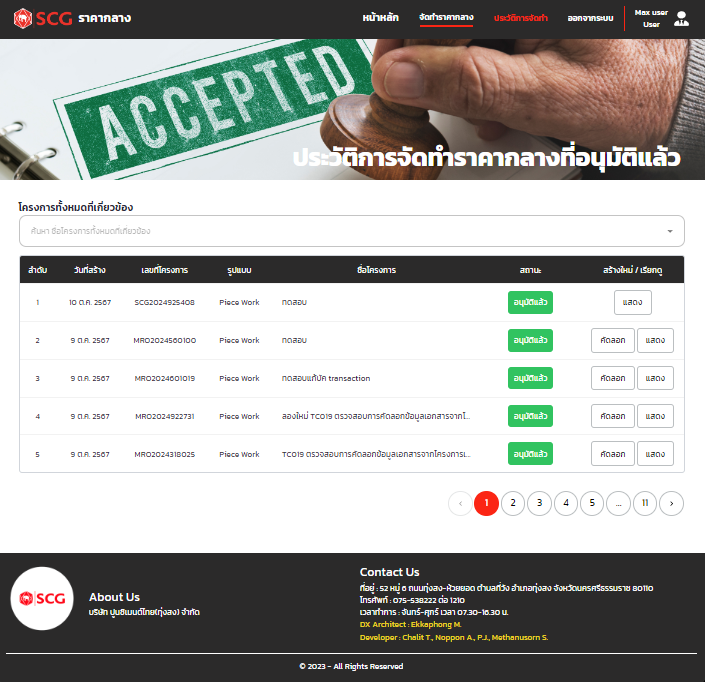 SCG ราคากลาง
หน้าหลัก จัดทำราคากลาง ประวัติการจัดทำ ออกจากระบบ
Max user
User
ACCEPTED
ประวัติการจัดทำราคากลางที่อนุมัติแล้ว
โครงการทั้งหมดที่เกี่ยวข้อง
ค้นหา ชื่อโครงการทั้งหมดที่เกี่ยวข้อง
ลำดับ วันที่สร้าง เลขที่โครงการ รูปแบบ ชื่อโครงการ สถานะ สร้างใหม่ / เรียกดู
1 10 ต.ค. 2567 SCG2024925408 Piece Work ทดสอบ อนุมัติแล้ว แสดง
2 9 ต.ค. 2567 MRO2024560100 Piece Work ทดสอบ อนุมัติแล้ว คัดลอก แสดง
3 9 ต.ค. 2567 MRO2024601019 Piece Work ทดสอบแก้บัค transaction อนุมัติแล้ว คัดลอก แสดง
4 9 ต.ค. 2567 MRO2024922731 Piece Work ลองใหม่ TC019 ตรวจสอบการคัดลอกข้อมูลเอกสารจากโ... อนุมัติแล้ว คัดลอก แสดง
5 9 ต.ค. 2567 MRO2024318025 Piece Work TC019 ตรวจสอบการคัดลอกข้อมูลเอกสารจากโครงการเ... อนุมัติแล้ว คัดลอก แสดง
‹ 1 2 3 4 5 ... 11 ›
SCG
About Us
บริษัท ปูนซิเมนต์ไทย(ทุ่งสง) จำกัด
Contact Us
ที่อยู่ : 52 หมู่ 6 ถนนทุ่งสง-ห้วยยอด ตำบลที่วัง อำเภอทุ่งสง จังหวัดนครศรีธรรมราช 80110
โทรศัพท์ : 075-538222 ต่อ 1210
เวลาทำการ : จันทร์-ศุกร์ เวลา 07.30-16.30 น.
DX Architect : Ekkaphong M.
Developer : Chalit T., Noppon A., P.J., Methanusorn S.
© 2023 - All Rights Reserved